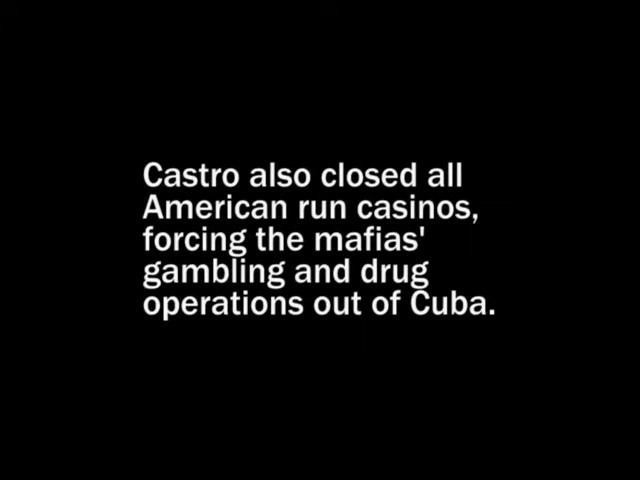 Castro also closed all
American run casinos,
forcing the mafias'
gambling and drug
operations out of Cuba.